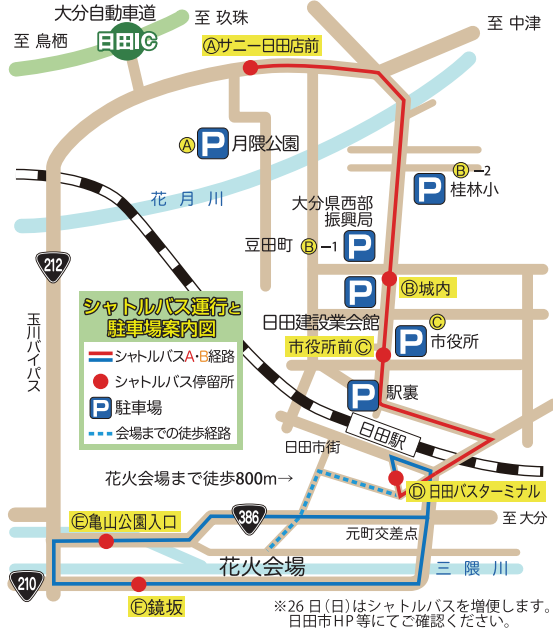 大分自動車道
至 玖珠
至 鳥栖
日田IC
至 中津
Ⓐサニー日田店前
Ⓐ
P
月隈公園
Ⓑ－2
P
桂林小
花月川
大分県西部
振興局
豆田町
Ⓑ－1
P
212
P
Ⓑ城内
シャトルバス運行と
駐車場案内図
日田建設業会館
Ⓒ
P
市役所
市役所前Ⓒ
玉川バイパス
シャトルバスA・B経路
シャトルバス停留所
P
駐車場
会場までの徒歩経路
P
駅裏
日田駅
日田市街
花火会場まで徒歩800m→
Ⓓ日田バスターミナル
Ⓔ亀山公園入口
386
至 大分
元町交差点
花火会場
三隈川
210
Ⓕ鏡坂
※26日（日）はシャトルバスを増便します。
日田市HP等にてご確認ください。